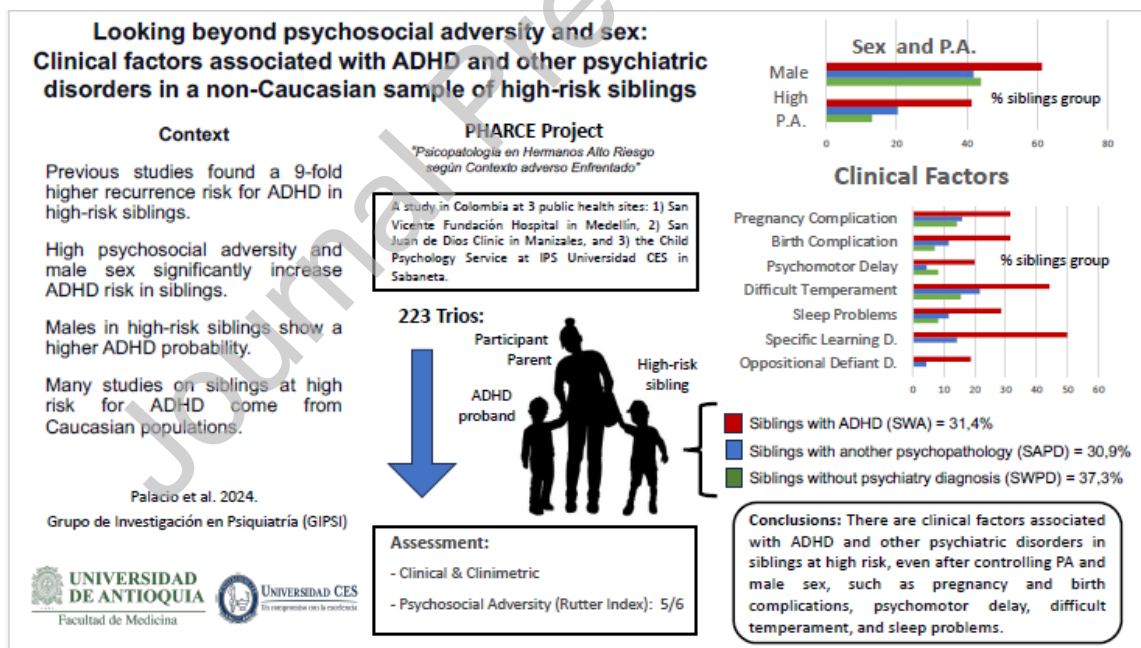 Looking beyond psychosocial adversity and sex:
Clinical factors associated with ADHD and other psychiatric
disorders in a non-Caucasian sample of high-risk siblings
Context
Previous studies found a 9-fold
higher recurrence risk for ADHD in
high-risk siblings.
High psychosocial adversity and
male sex significantly increase
ADHD risk in siblings.
Males in high-risk siblings show a
higher ADHD probability.
Many studies on siblings at high
risk for ADHD come from
Caucasian populations.
Palacio et al. 2024.
Grupo de Investigación en Psiquiatría (GIPSI)
UNIVERSIDAD
DE ANTIOQUIA
Facultad de Medicina
UNIVERSIDAD CES
Un compromiso con la excelencia
PHARCE Project
"Psicopatología en Hermanos Alto Riesgo
según Contexto adverso Enfrentado"
A study in Colombia at 3 public health sites: 1) San
Vicente Fundación Hospital in Medellín, 2) San
Juan de Dios Clinic in Manizales, and 3) the Child
Psychology Service at IPS Universidad CES in
Sabaneta.
223 Trios:
Participant
Parent
High-risk
sibling
ADHD
proband
Assessment:
- Clinical & Clinimetric
- Psychosocial Adversity (Rutter Index): 5/6
Sex and P.A.
Male
High
P.A.
% siblings group
0 20 40 60 80
Clinical Factors
Pregnancy Complication
Birth Complication
Psychomotor Delay
Difficult Temperament
Sleep Problems
Specific Learning D.
Oppositional Defiant D.
% siblings group
0 10 20 30 40 50 60
Siblings with ADHD (SWA) = 31,4%
Siblings with another psychopathology (SAPD) = 30,9%
Siblings without psychiatry diagnosis (SWPD) = 37,3%
Conclusions: There are clinical factors associated
with ADHD and other psychiatric disorders in
siblings at high risk, even after controlling PA and
male sex, such as pregnancy and birth
complications, psychomotor delay, difficult
temperament, and sleep problems.
Journal Pre